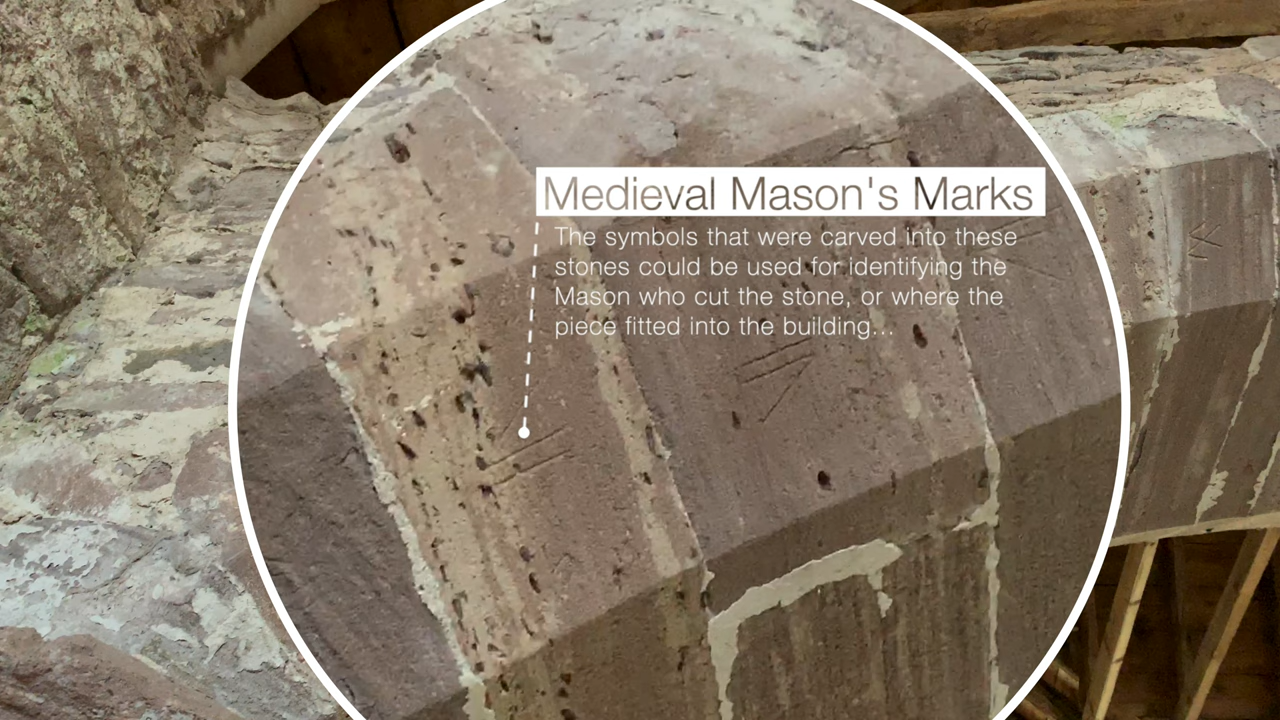 Medieval Mason's Marks
The symbols that were carved into these
stones could be used for identifying the
Mason who cut the stone, or where the
piece fitted into the building...